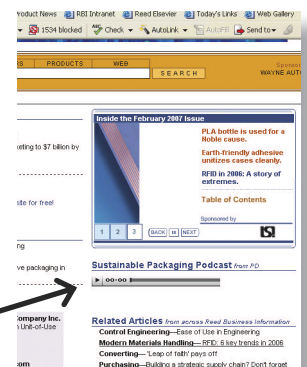 Product News RBI Intranet Reed Elsevier Today's Links Web Gallery
1534 blocked Check AutoLink AutoFill Send to
PRODUCTS WEB
SEARCH
WAYNE AUT
Inside the February 2007 Issue
PLA bottle is used for a
Noble cause.
Earth-friendly adhesive
unitizes cases cleanly.
RFID in 2006: A story of
extremes.
Table of Contents
Sponsored by
1 2 3 BACK II NEXT
keting to $7 billion by
site for free!
ng
ve packaging in
Sustainable Packaging Podcast from PD
00:00
ompany Inc.
n Unit-of-Use
om
Related Articles from across Reed Business Information
Control Engineering—Ease of Use in Engineering
Modern Materials Handling— RFID: 6 key trends in 2006
Converting— 'Leap of faith' pays off
Purchasing—Building a strategic supply chain? Don't forget